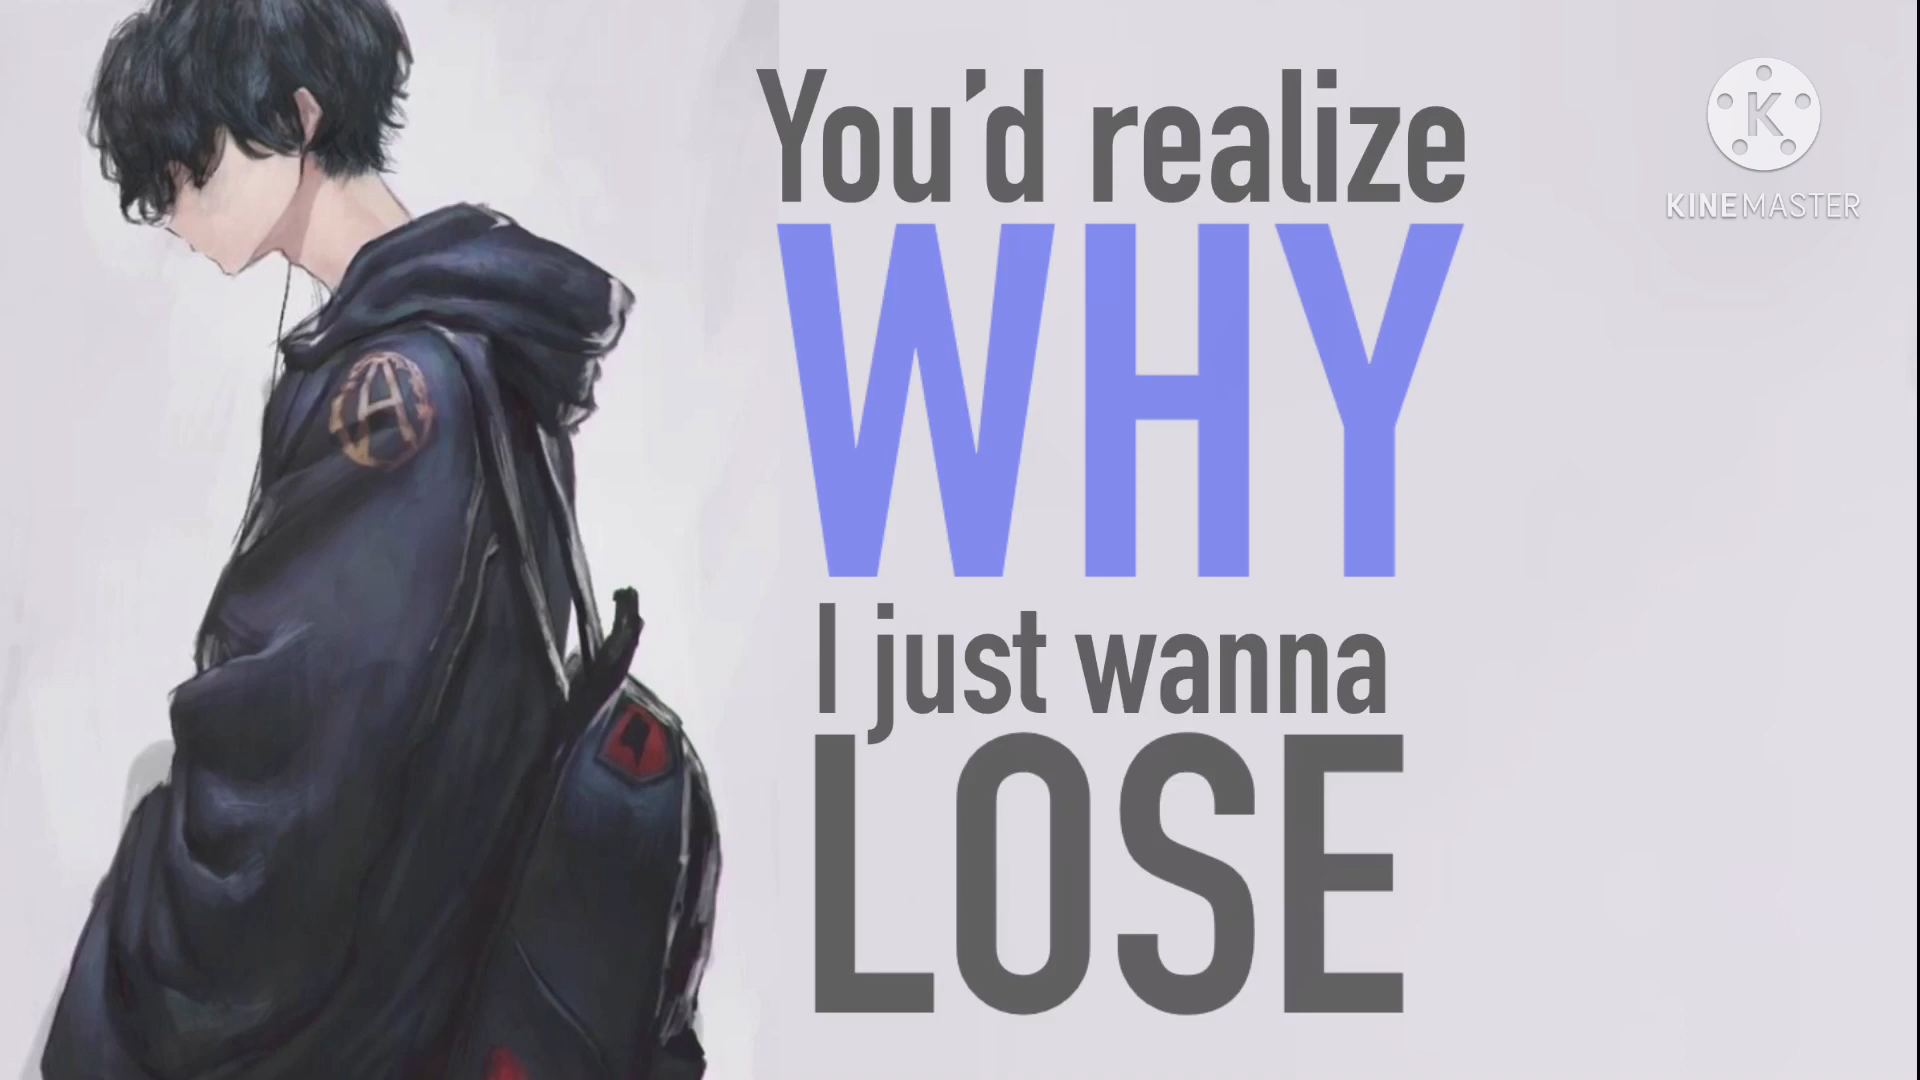 You'd realize
WHY
I just wanna
LOSE
K
KINEMASTER
A